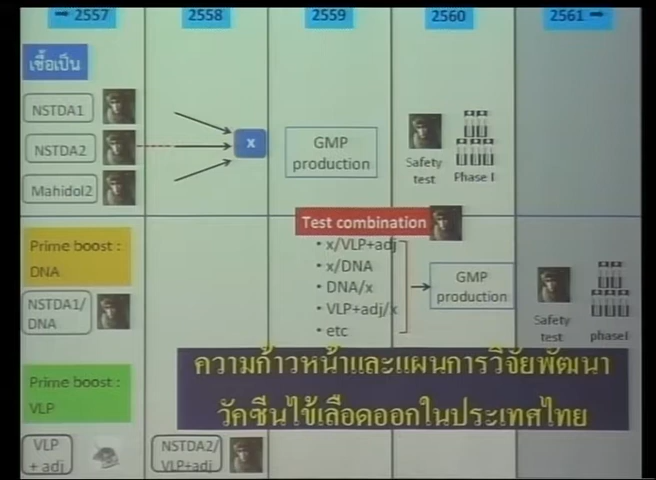 ➞ 2557
2558
2559
2560
2561 ➞
เชื้อเป็น
NSTDA1
NSTDA2
Mahidol2
x
GMP
production
Safety
test
Phase I
Test combination
• x/VLP+adj
• x/DNA
• DNA/x
• VLP+adj/x
• etc
GMP
production
Safety
test
phaseI
Prime boost :
DNA
NSTDA1/
DNA
Prime boost :
VLP
VLP
+ adj
NSTDA2/
VLP+adj
ความก้าวหน้าและแผนการวิจัยพัฒนา
วัคซีนไข้เลือดออกในประเทศไทย